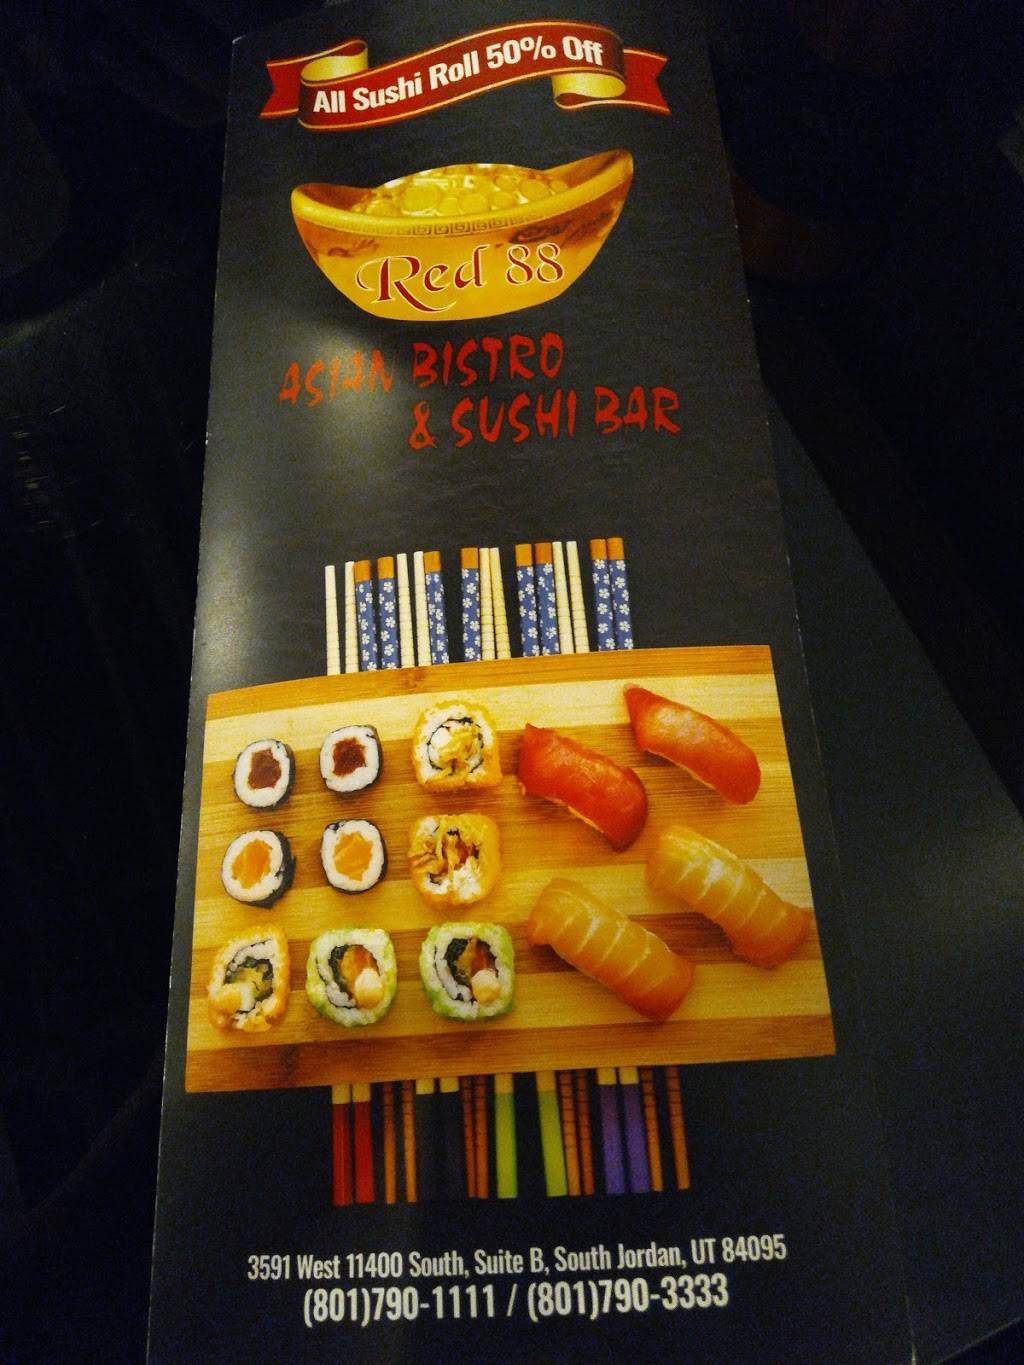 All Sushi Roll 50% Off
Red 88
ASIAN BISTRO
& SUSHI BAR
3591 West 11400 South, Suite B, South Jordan, UT 84095
(801)790-1111 / (801)790-3333